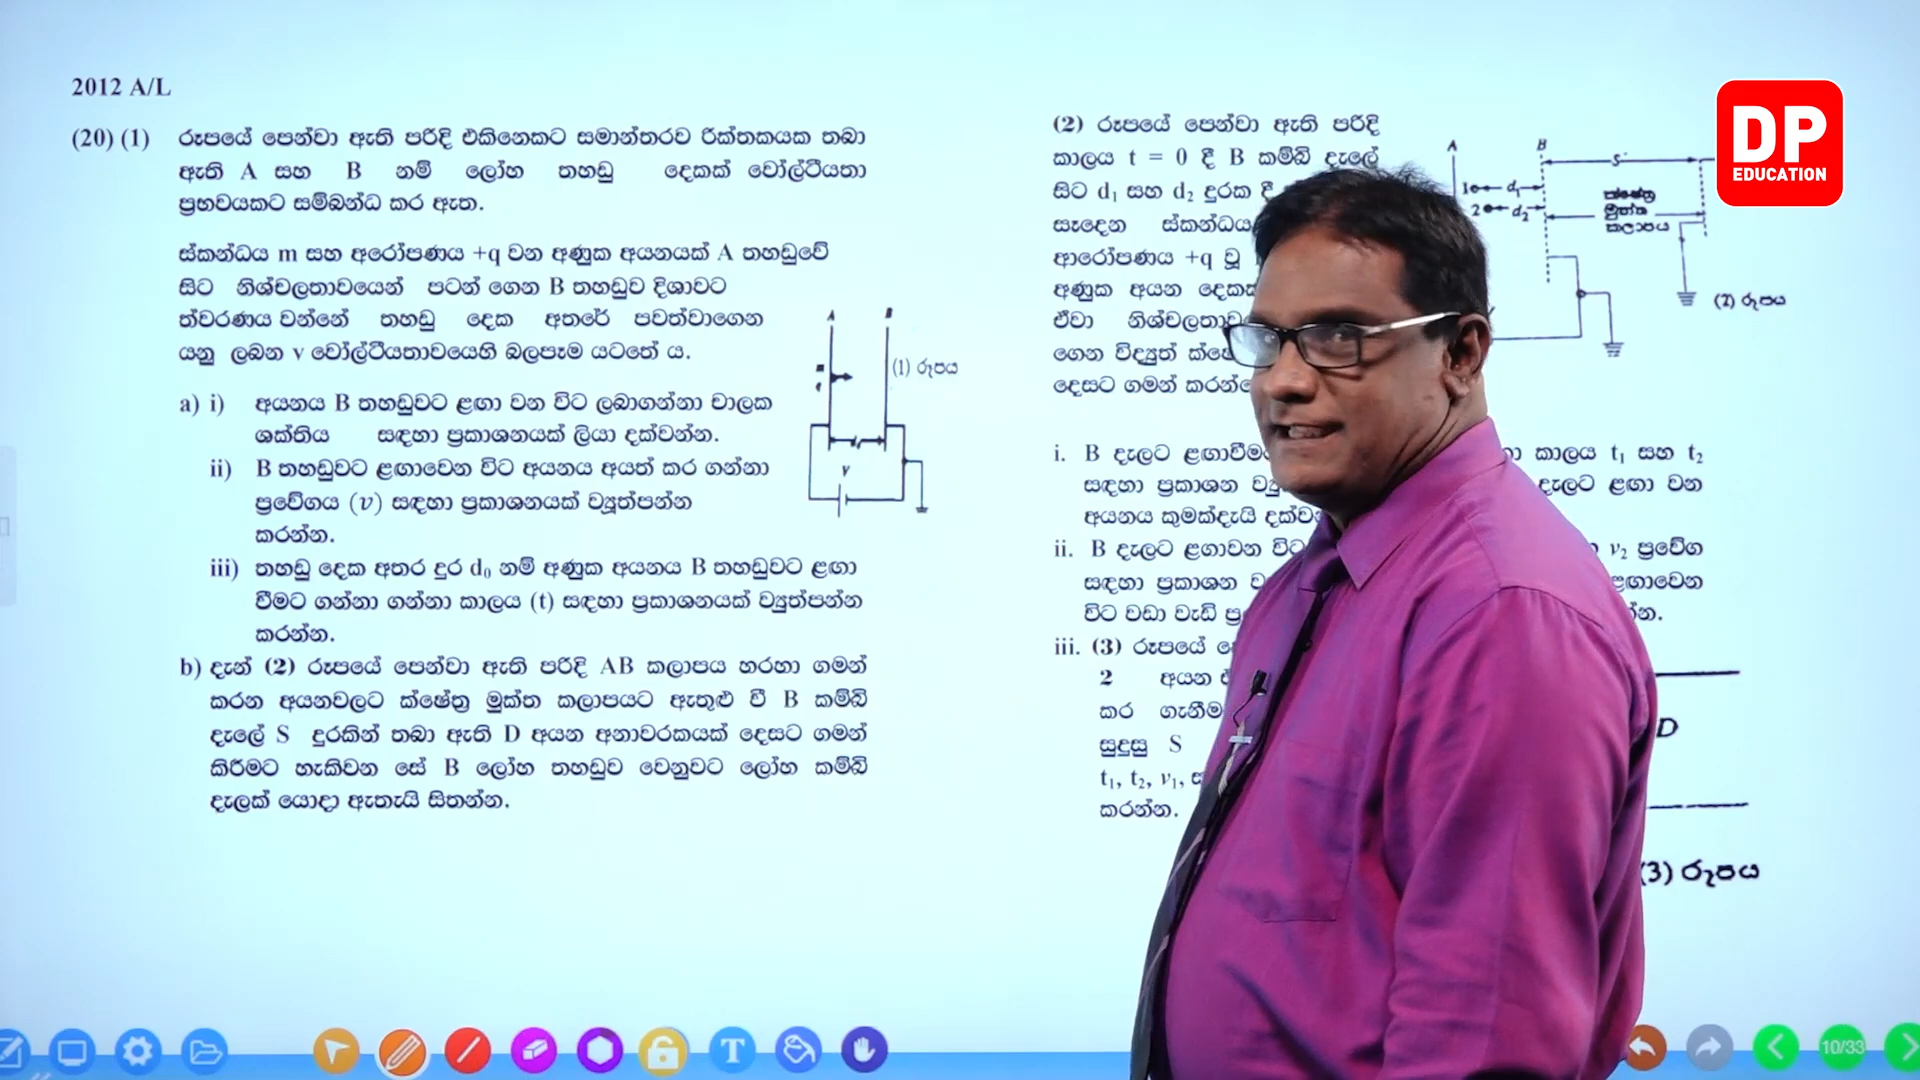 2012 A/L
(20) (1) රූපයේ පෙන්වා ඇති පරිදි එකිනෙකට සමාන්තරව රික්තකයක තබා
ඇති A සහ B නම් ලෝහ තහඩු දෙකක් වෝල්ටීයතා
ප්‍රභවයකට සම්බන්ධ කර ඇත.
ස්කන්ධය m සහ අරෝපණය +q වන අණුක අයනයක් A තහඩුවේ
සිට නිශ්චලතාවයෙන් පටන් ගෙන B තහඩුව දිශාවට
ත්වරණය වන්නේ තහඩු දෙක අතරේ පවත්වාගෙන
යනු ලබන v වෝල්ටීයතාවයෙහි බලපෑම යටතේ ය.
A B
(1) රූපය
v
a) i) අයනය B තහඩුවට ළඟා වන විට ලබාගන්නා චාලක
ශක්තිය සඳහා ප්‍රකාශනයක් ලියා දක්වන්න.
ii) B තහඩුවට ළඟාවෙන විට අයනය අයත් කර ගන්නා
ප්‍රවේගය (v) සඳහා ප්‍රකාශනයක් ව්‍යුත්පන්න
කරන්න.
iii) තහඩු දෙක අතර දුර d₀ නම් අණුක අයනය B තහඩුවට ළඟා
වීමට ගන්නා ගන්නා කාලය (t) සඳහා ප්‍රකාශනයක් ව්‍යුත්පන්න
කරන්න.
b) දැන් (2) රූපයේ පෙන්වා ඇති පරිදි AB කලාපය හරහා ගමන්
කරන අයනවලට ක්ෂේත්‍ර මුක්ත කලාපයට ඇතුළු වී B කම්බි
දැලේ S දුරකින් තබා ඇති D අයන අනාවරකයක් දෙසට ගමන්
කිරීමට හැකිවන සේ B ලෝහ තහඩුව වෙනුවට ලෝහ කම්බි
දැලක් යොදා ඇතැයි සිතන්න.
(2) රූපයේ පෙන්වා ඇති පරිදි
කාලය t = 0 දී B කම්බි දැලේ
සිට d₁ සහ d₂ දුරක දී
සෑදෙන ස්කන්ධය
ආරෝපණය +q වූ
අණුක අයන
ඒවා
ගෙන විද්‍යුත්
දෙසට ගමන්
A B
S
1 d₁
2 d₂
ක්ෂේත්‍ර
මුක්ත
කලාපය
(2) රූපය
i. B දැලට කාලය t₁ සහ t₂
සඳහා ප්‍රකාශන දැලට ළඟා වන
අයනය කුමක්දැයි
ii. B දැලට ළගාවන විට v₂ ප්‍රවේග
සඳහා ප්‍රකාශන ළඟාවෙන
විට වඩා වැඩි
iii. (3) රූපයේ
2 අයන
කර ගැනීම
සුදුසු S
t₁, t₂, v₁,
කරන්න.
D
(3) රූපය
DP
EDUCATION
T
10/33